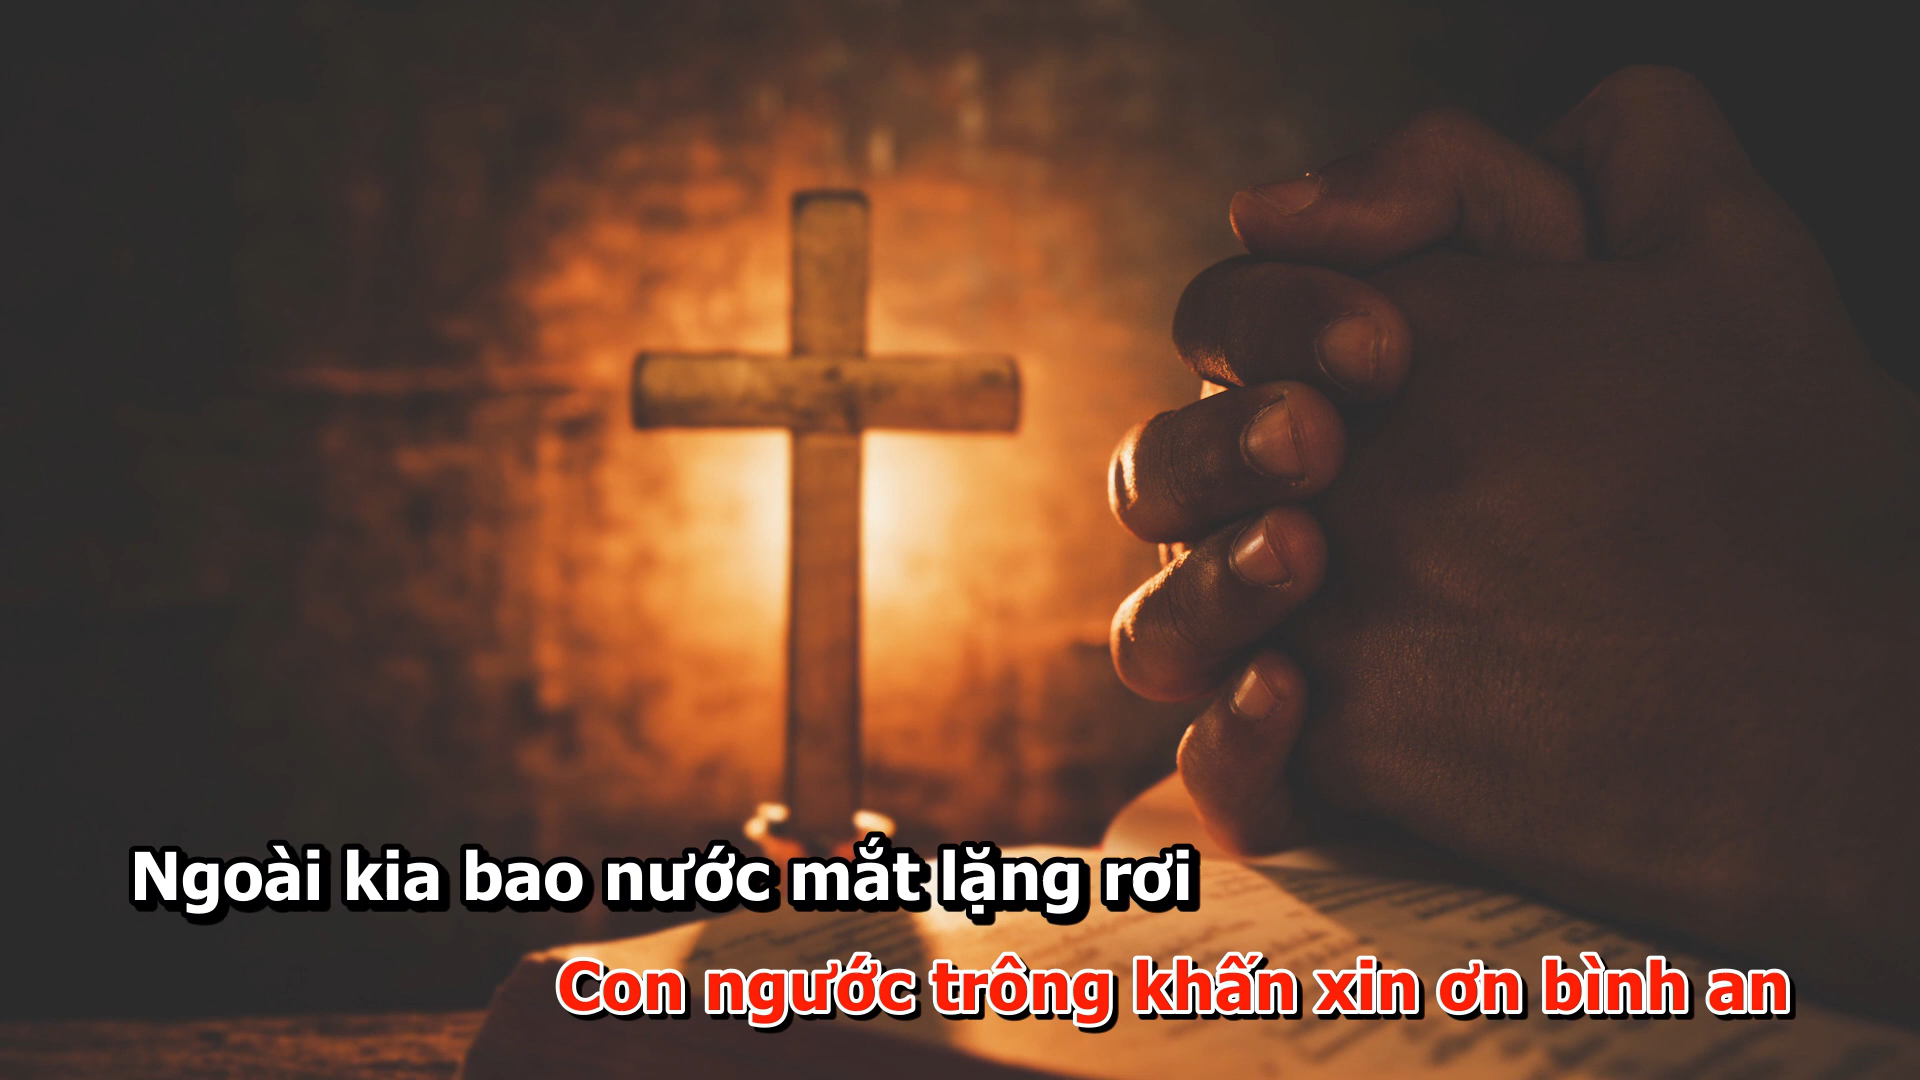 Ngoài kia bao nước mắt lặng rơi
Con ngước trông khấn xin ơn bình an